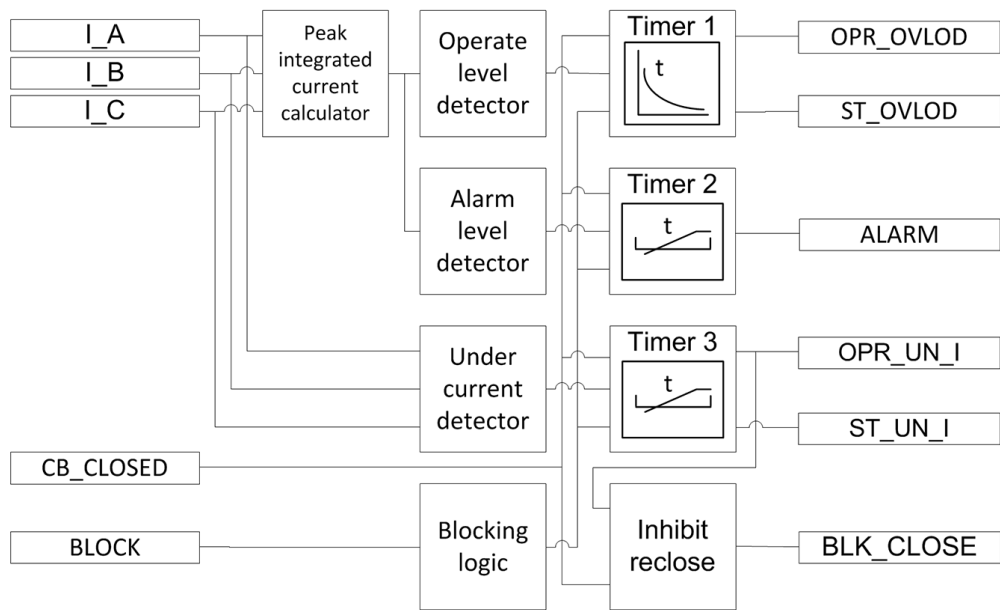 I_A
I_B
I_C
Peak
integrated
current
calculator
Operate
level
detector
Timer 1
t
OPR_OVLOD
ST_OVLOD
Alarm
level
detector
Timer 2
t
ALARM
Under
current
detector
Timer 3
t
OPR_UN_I
ST_UN_I
CB_CLOSED
BLOCK
Blocking
logic
Inhibit
reclose
BLK_CLOSE